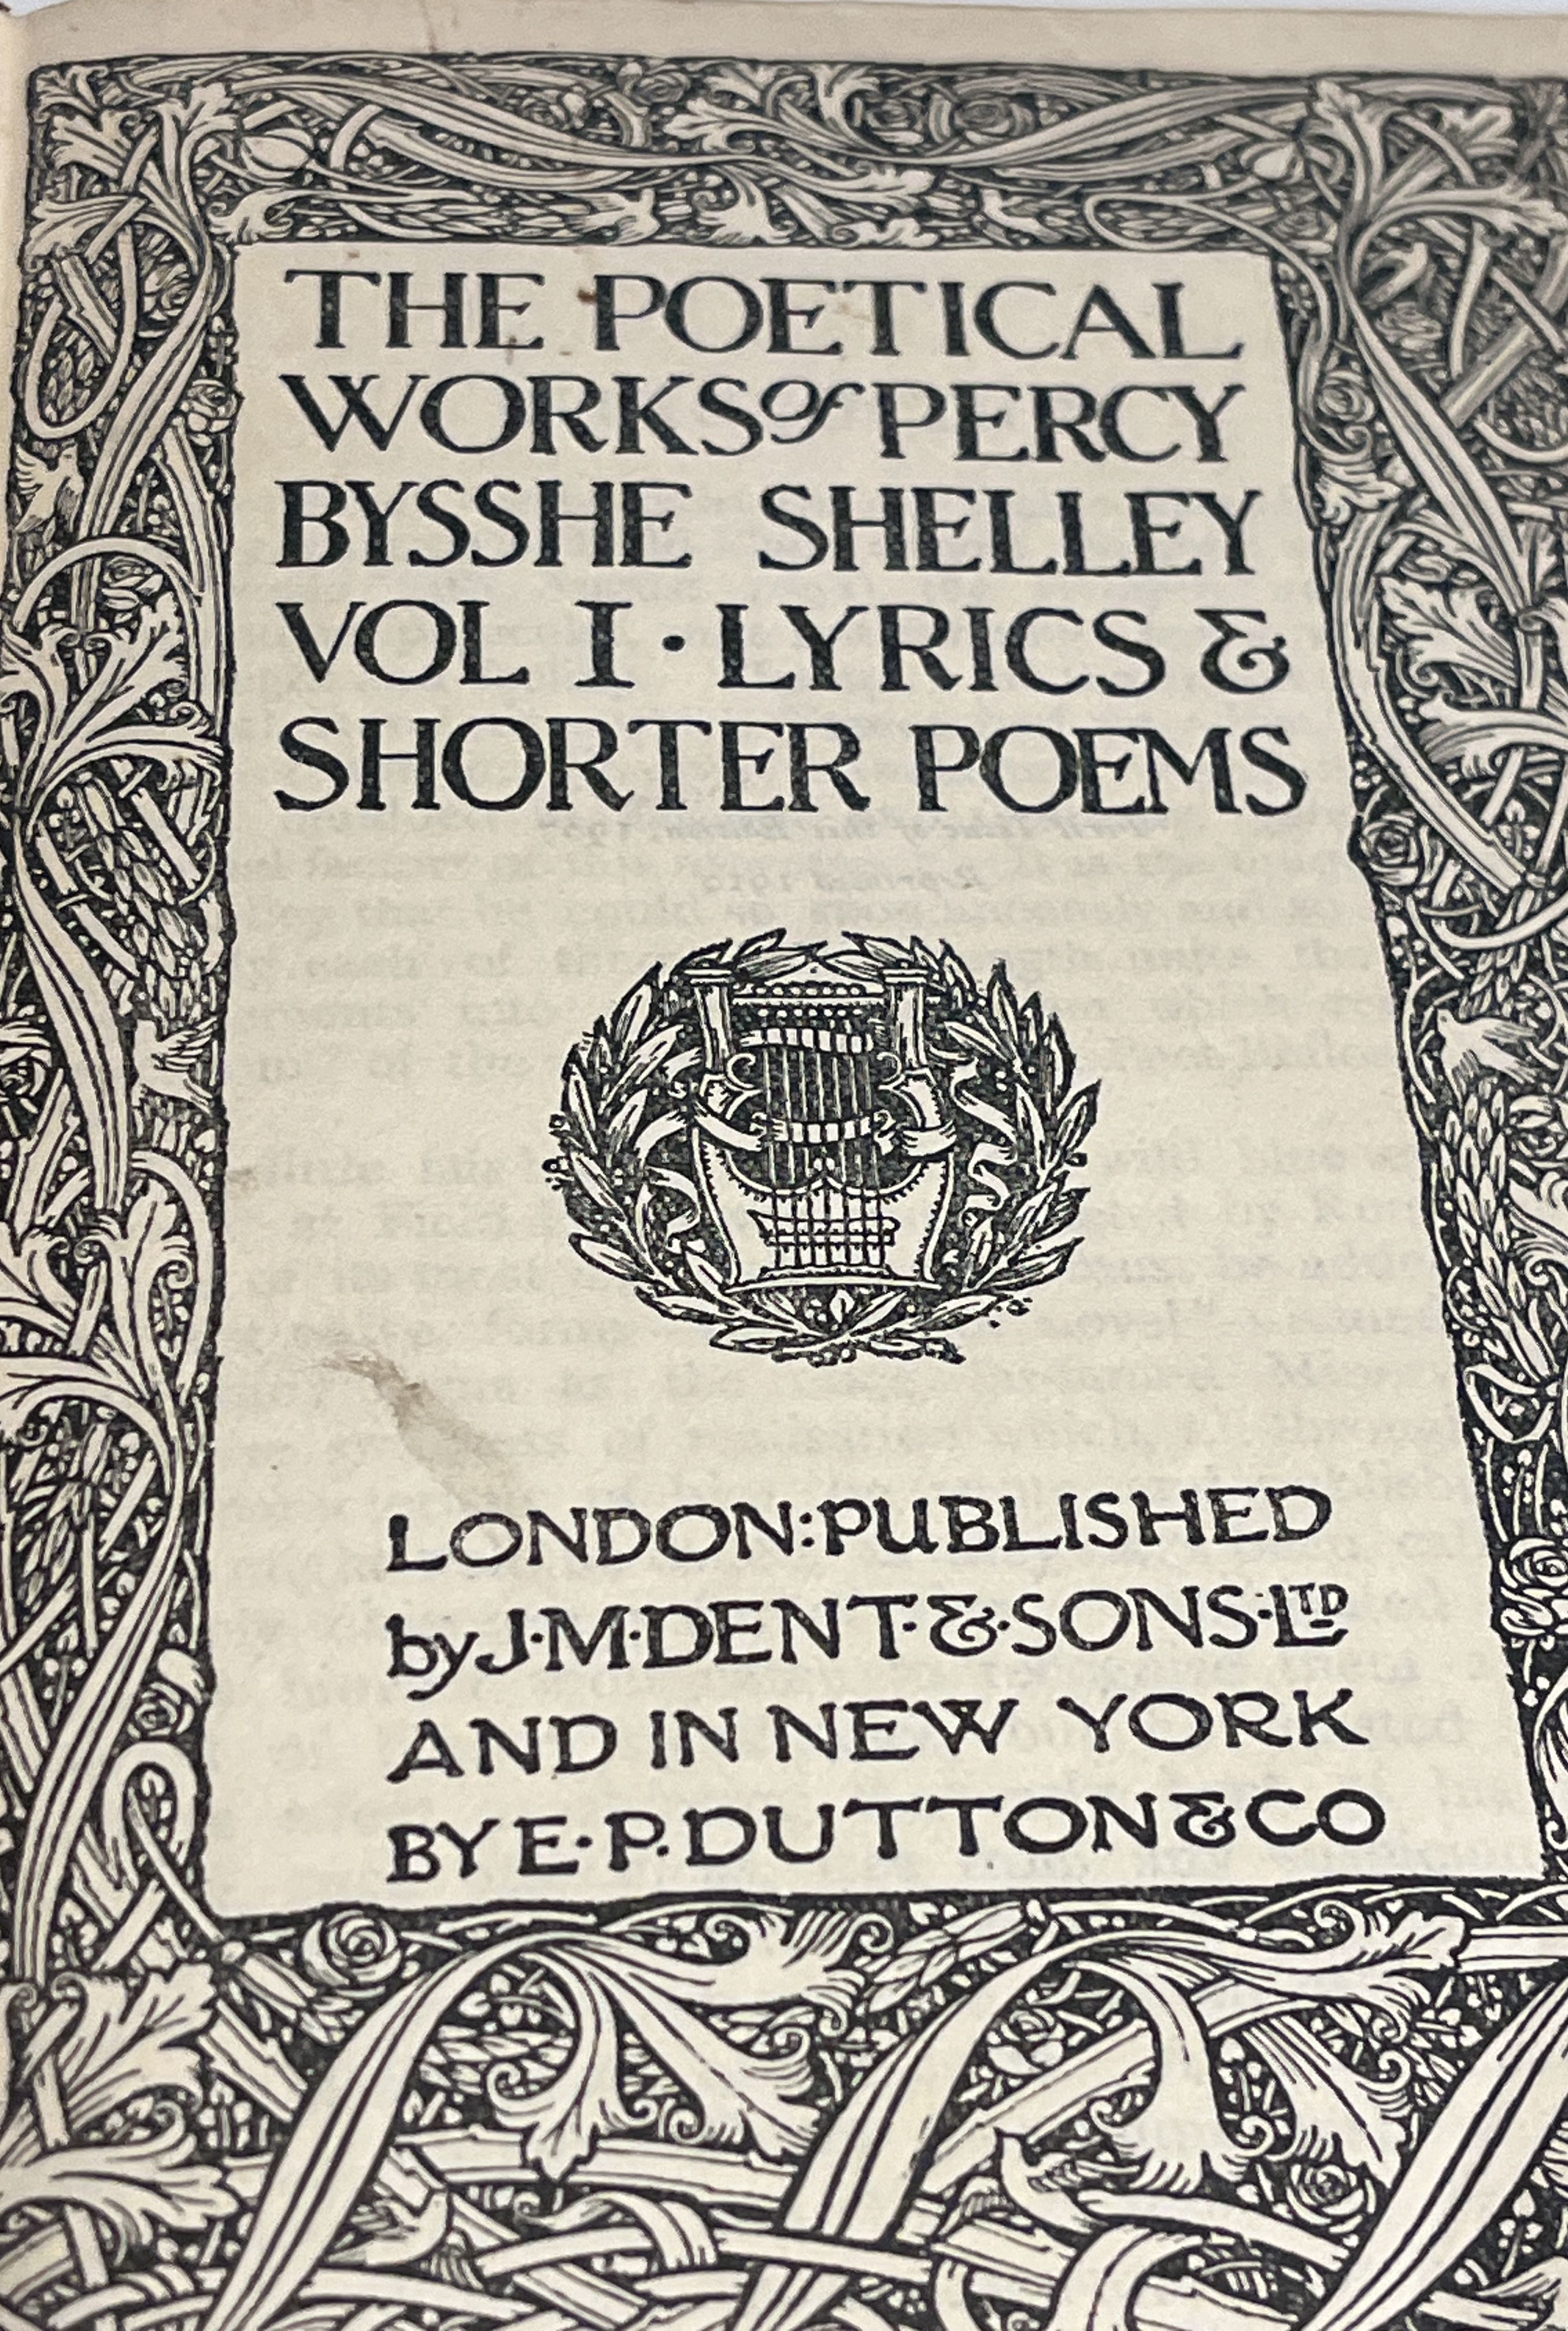 THE POETICAL
WORKS of PERCY
BYSSHE SHELLEY
VOL I · LYRICS &
SHORTER POEMS
LONDON: PUBLISHED
by J·M·DENT·&·SONS·LTD
AND IN NEW YORK
BY E·P·DUTTON & CO